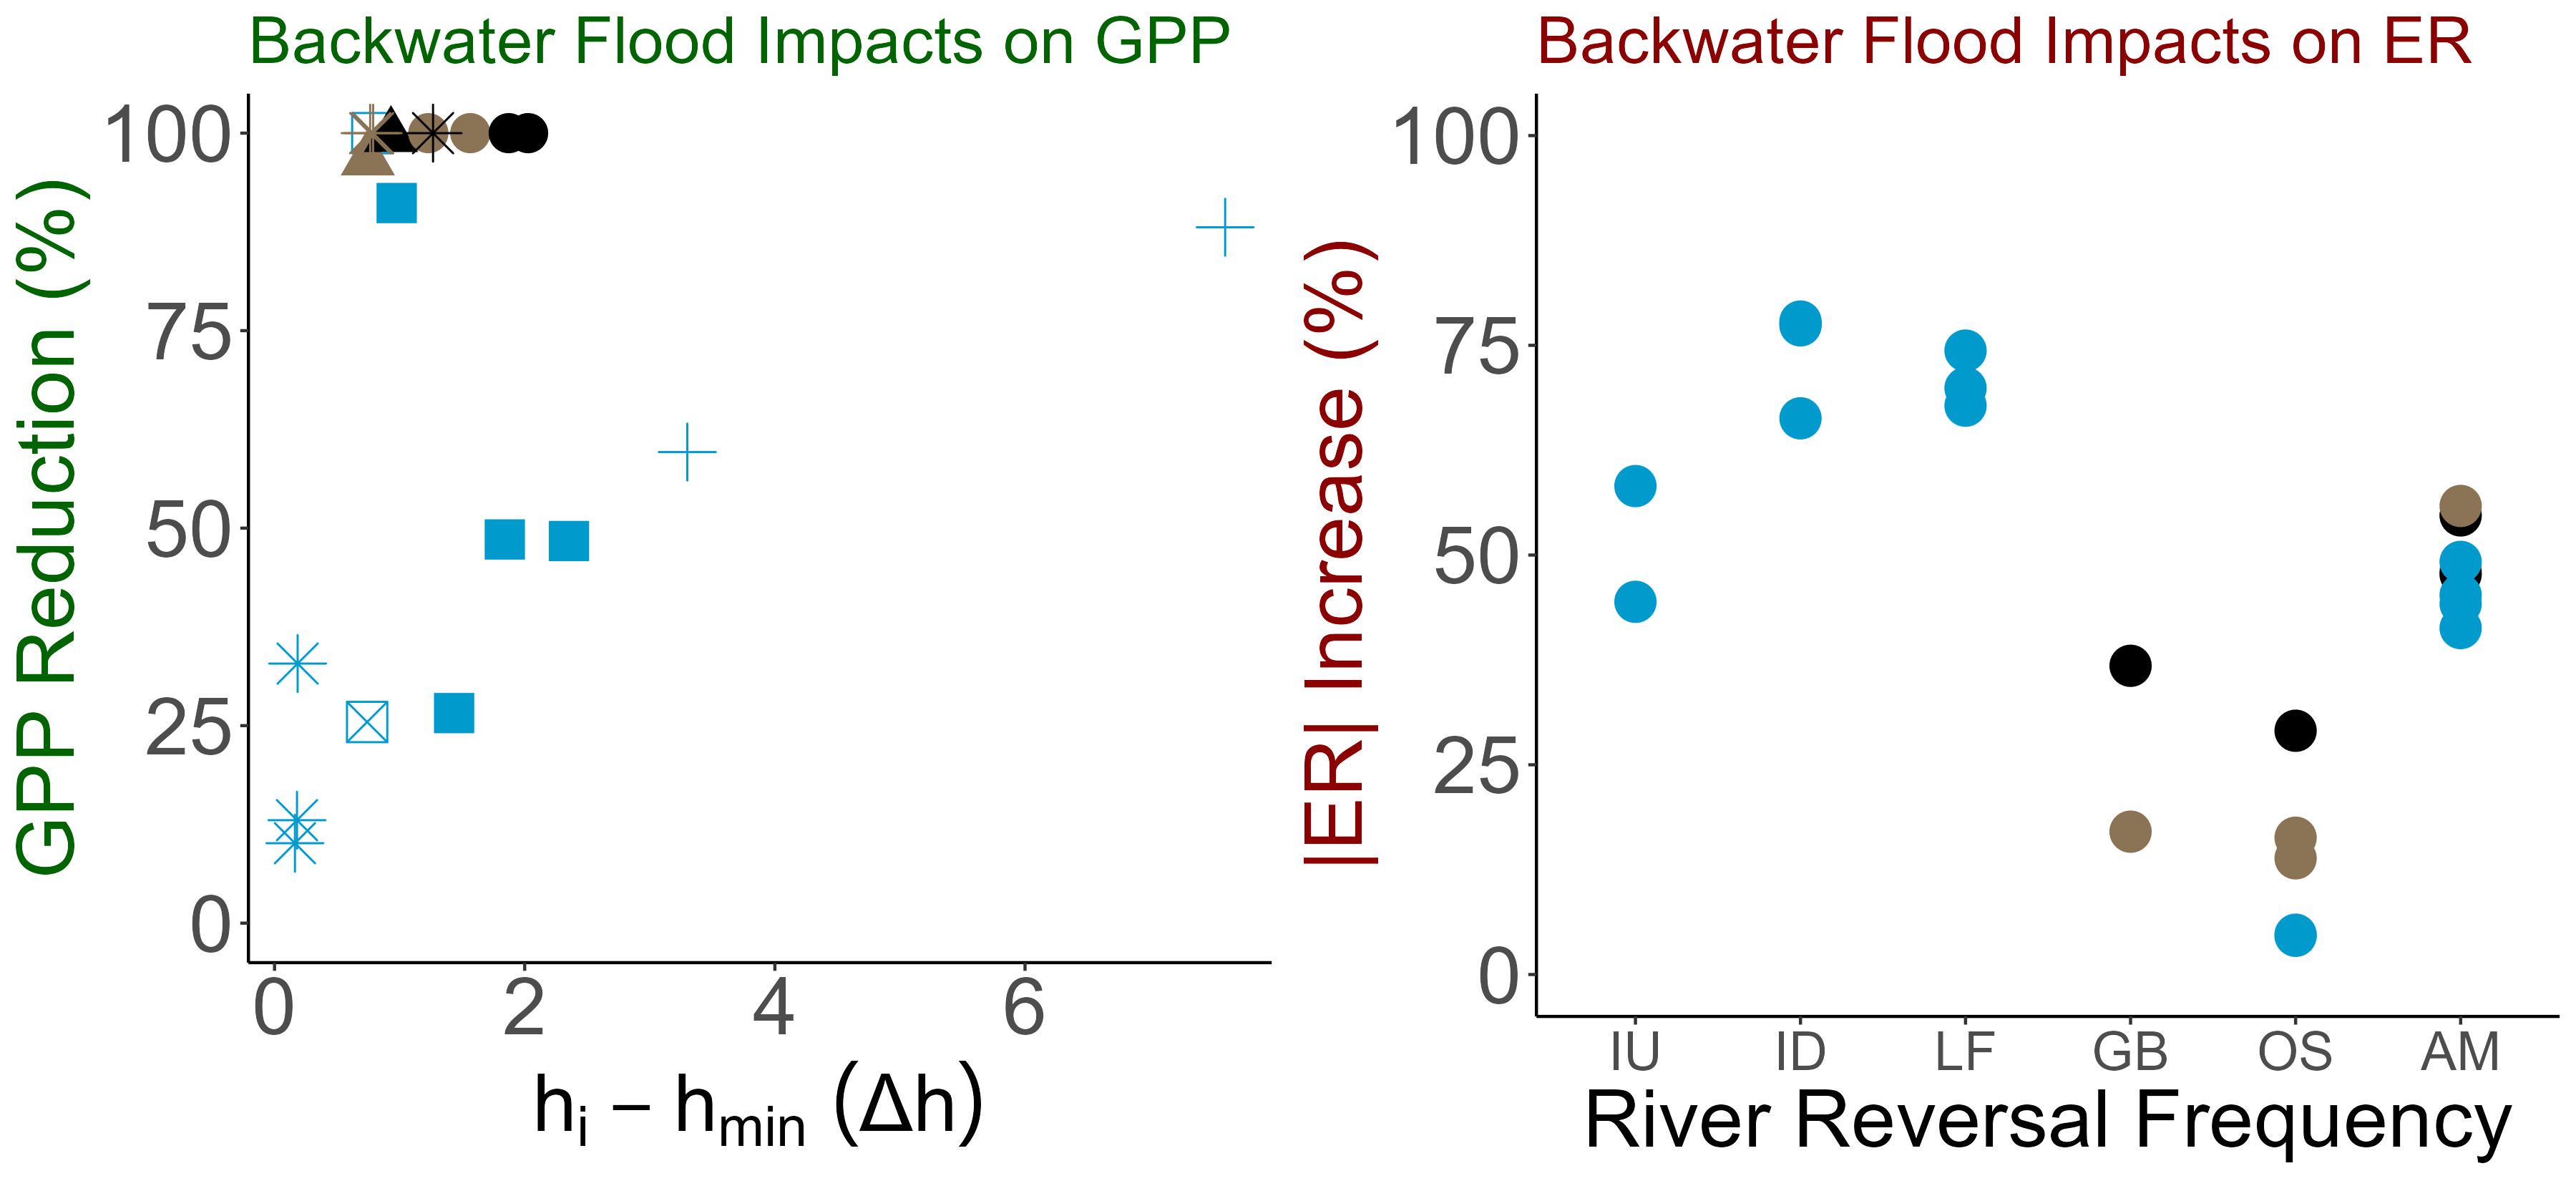 Backwater Flood Impacts on GPP
GPP Reduction (%)
100
75
50
25
0
0 2 4 6
hi − hmin (Δh)
Backwater Flood Impacts on ER
|ER| Increase (%)
100
75
50
25
0
IU ID LF GB OS AM
River Reversal Frequency